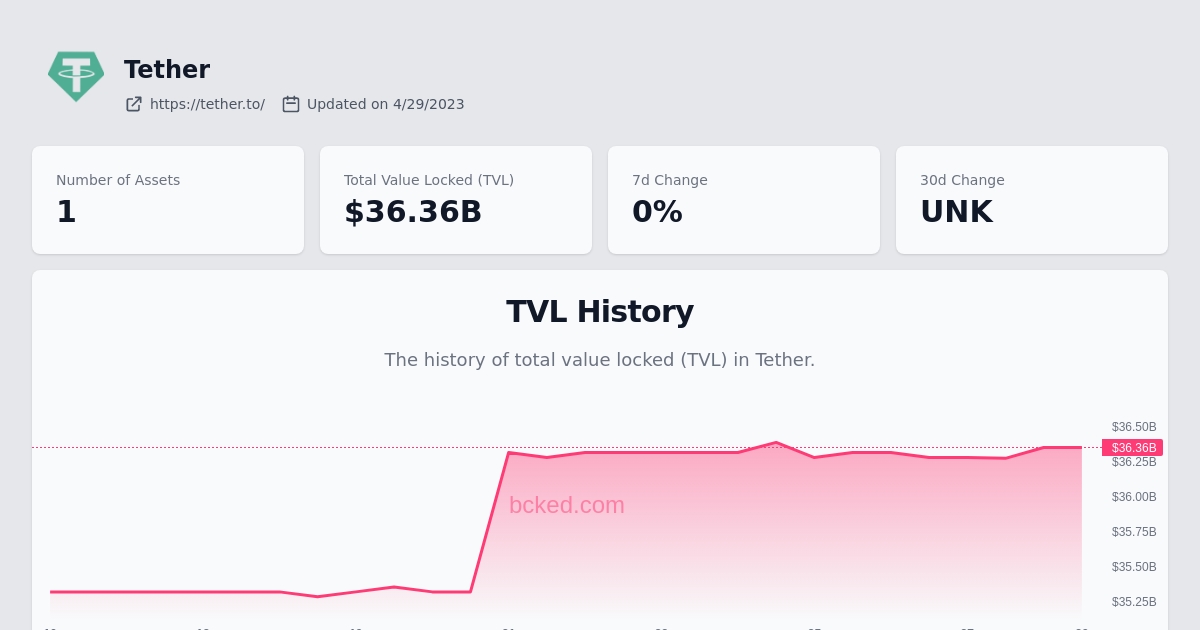 Tether
https://tether.to/ Updated on 4/29/2023
Number of Assets
1
Total Value Locked (TVL)
$36.36B
7d Change
0%
30d Change
UNK
TVL History
The history of total value locked (TVL) in Tether.
$36.50B
$36.36B
$36.25B
bcked.com
$36.00B
$35.75B
$35.50B
$35.25B